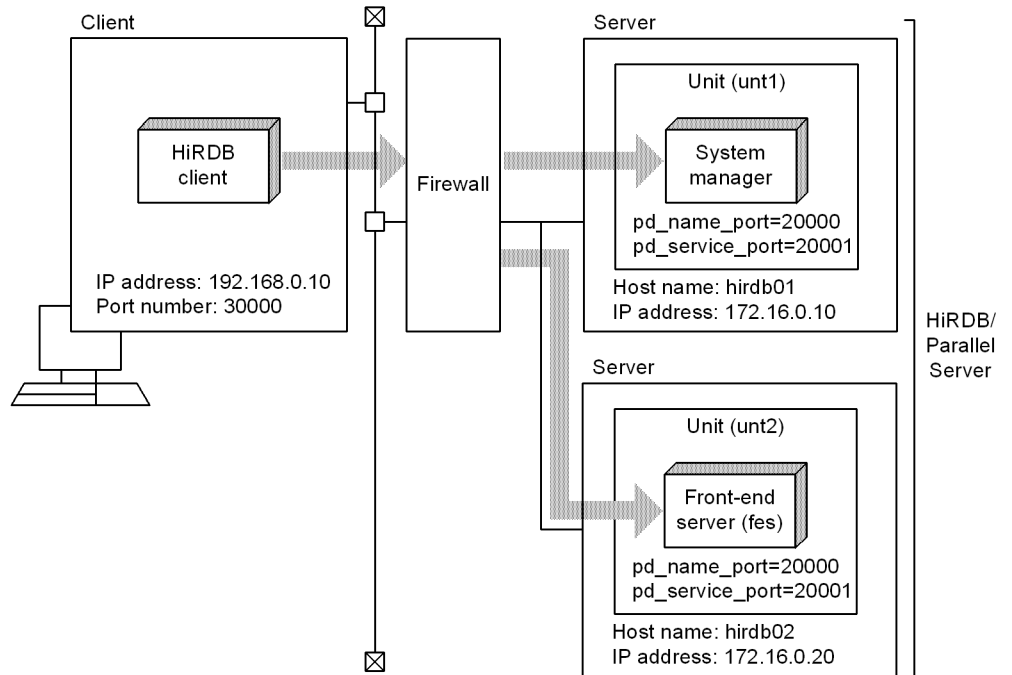 Client
HiRDB
client
IP address: 192.168.0.10
Port number: 30000
Firewall
Server
Unit (unt1)
System
manager
pd_name_port=20000
pd_service_port=20001
Host name: hirdb01
IP address: 172.16.0.10
Server
Unit (unt2)
Front-end
server (fes)
pd_name_port=20000
pd_service_port=20001
Host name: hirdb02
IP address: 172.16.0.20
HiRDB/
Parallel
Server